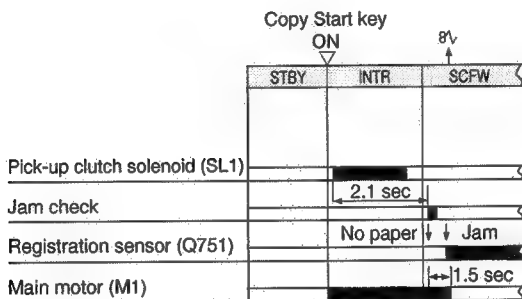 Copy Start key
ON
STBY INTR SCFW
Pick-up clutch solenoid (SL1)
2.1 sec
Jam check
No paper Jam
Registration sensor (Q751)
1.5 sec
Main motor (M1)